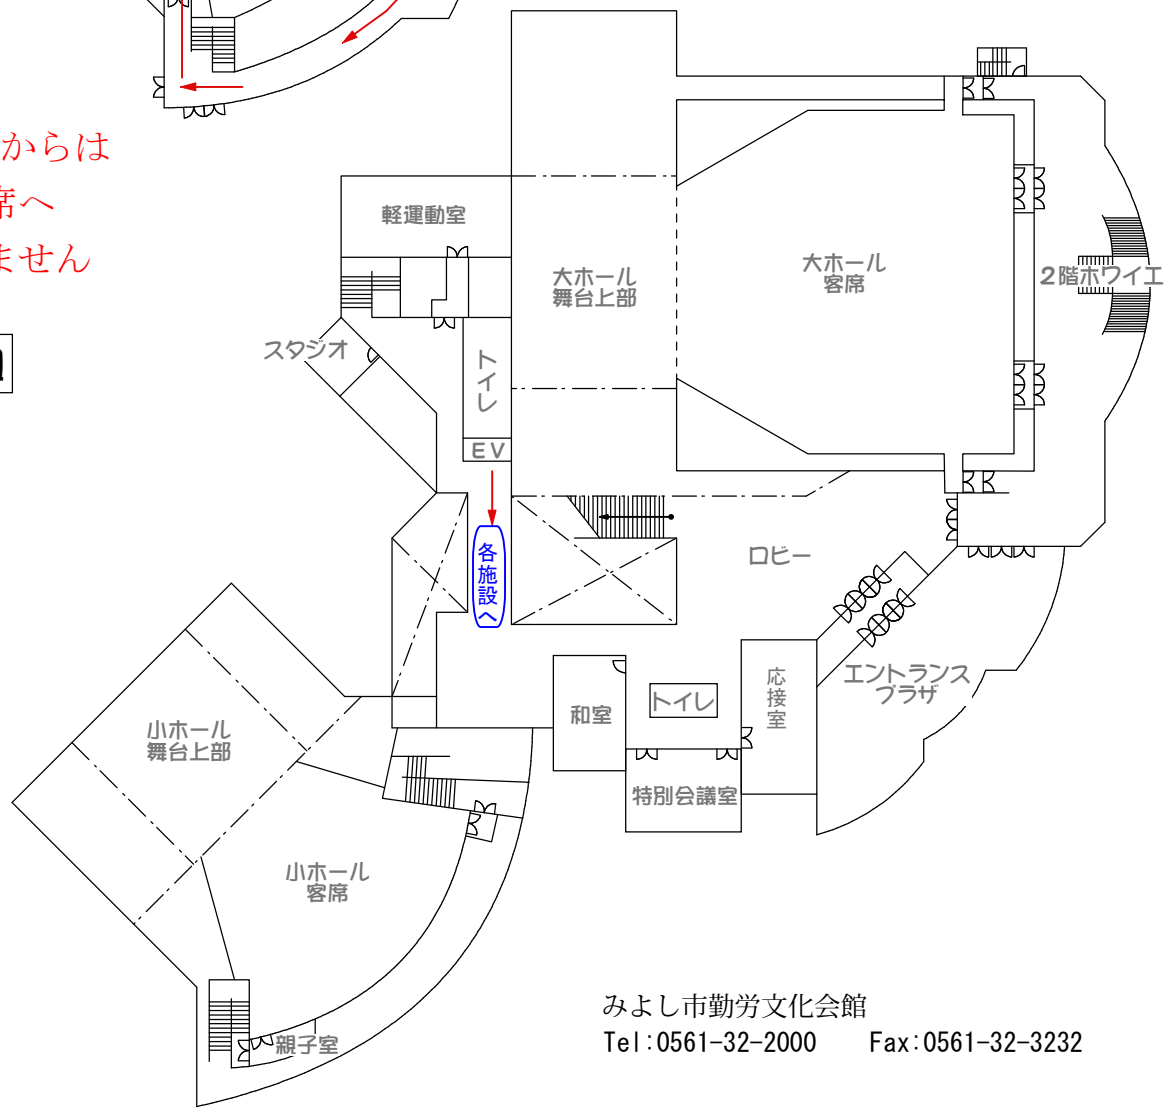 からは
席へ
ません
軽運動室
大ホール
舞台上部
大ホール
客席
2階ホワイエ
スタジオ
トイレ
EV
各施設へ
ロビー
エントランス
プラザ
応接室
和室
トイレ
特別会議室
小ホール
舞台上部
小ホール
客席
親子室
みよし市勤労文化会館
Tel:0561-32-2000 Fax:0561-32-3232